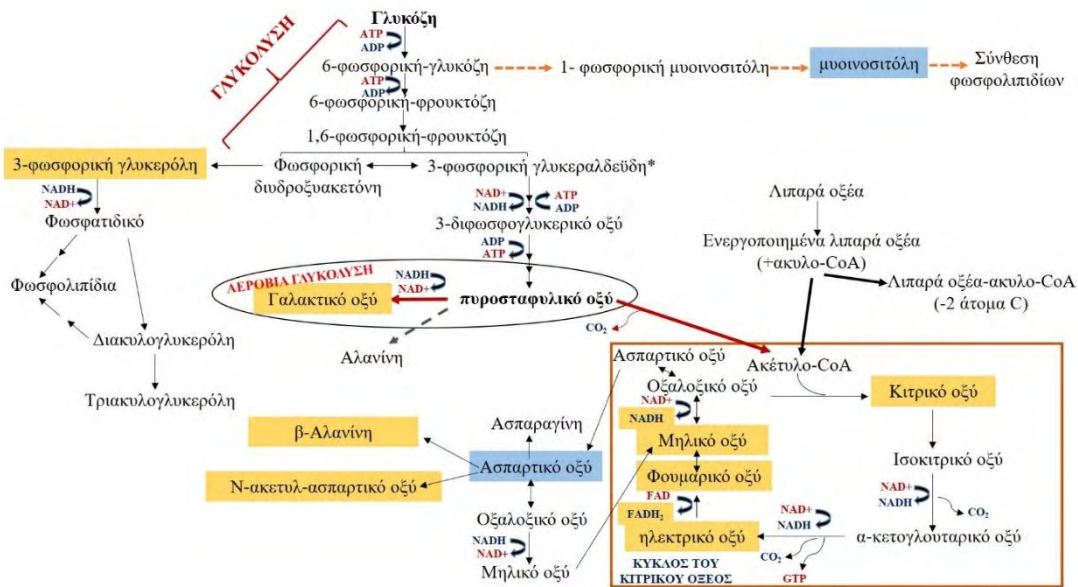 Γλυκόζη
ATP
ADP
ΓΛΥΚΟΛΥΣΗ
6-φωσφορική-γλυκόζη
1- φωσφορική μυοινοσιτόλη
μυοινοσιτόλη
Σύνθεση
φωσφολιπιδίων
ATP
ADP
6-φωσφορική-φρουκτόζη
1,6-φωσφορική-φρουκτόζη
3-φωσφορική γλυκερόλη
Φωσφορική
διυδροξυακετόνη
3-φωσφορική γλυκεραλδεϋδη*
NADH
NAD+
NAD+
NADH
ATP
ADP
Λιπαρά οξέα
Φωσφατιδικό
3-διφωσφογλυκερικό οξύ
Ενεργοποιημένα λιπαρά οξέα
(+ακυλο-CoA)
ADP
ATP
Φωσφολιπίδια
ΑΕΡΟΒΙΑ ΓΛΥΚΟΛΥΣΗ
NADH
NAD+
Γαλακτικό οξύ
πυροσταφυλικό οξύ
Λιπαρά οξέα-ακυλο-CoA
(-2 άτομα C)
CO₂
Διακυλογλυκερόλη
Αλανίνη
Ασπαρτικό οξύ
Ακέτυλο-CoA
Οξαλοξικό οξύ
Κιτρικό οξύ
Τριακυλογλυκερόλη
NAD+
NADH
β-Αλανίνη
Ασπαραγίνη
Μηλικό οξύ
Ισοκιτρικό οξύ
Ασπαρτικό οξύ
Φουμαρικό οξύ
N-ακετυλ-ασπαρτικό οξύ
FAD
FADH₂
NAD+
NADH
NAD+
NADH
CO₂
Οξαλοξικό οξύ
ηλεκτρικό οξύ
α-κετογλουταρικό οξύ
NADH
NAD+
CO₂
GTP
Μηλικό οξύ
ΚΥΚΛΟΣ ΤΟΥ
ΚΙΤΡΙΚΟΥ ΟΞΕΟΣ